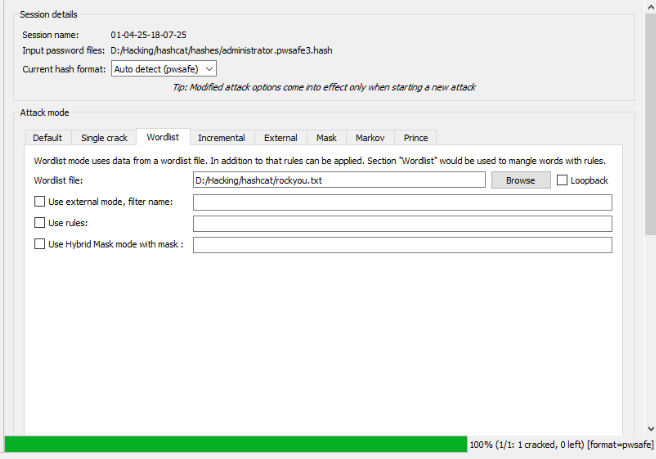 Session details
Session name: 01-04-25-18-07-25
Input password files: D:/Hacking/hashcat/hashes/administrator.pwsafe3.hash
Current hash format: Auto detect (pwsafe)
Tip: Modified attack options come into effect only when starting a new attack
Attack mode
Default Single crack Wordlist Incremental External Mask Markov Prince
Wordlist mode uses data from a wordlist file. In addition to that rules can be applied. Section "Wordlist" would be used to mangle words with rules.
Wordlist file: D:/Hacking/hashcat/rockyou.txt Browse Loopback
Use external mode, filter name:
Use rules:
Use Hybrid Mask mode with mask :
100% (1/1: 1 cracked, 0 left) [format=pwsafe]